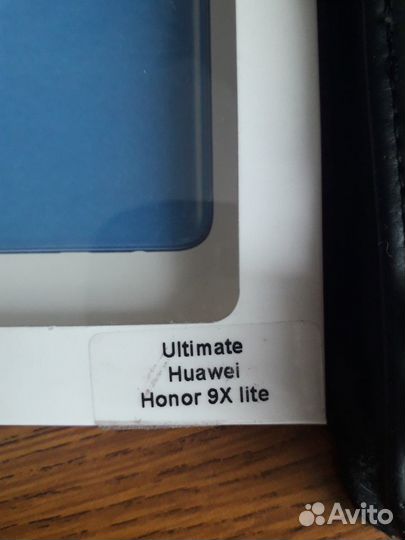 Ultimate
Huawei
Honor 9X lite
Avito